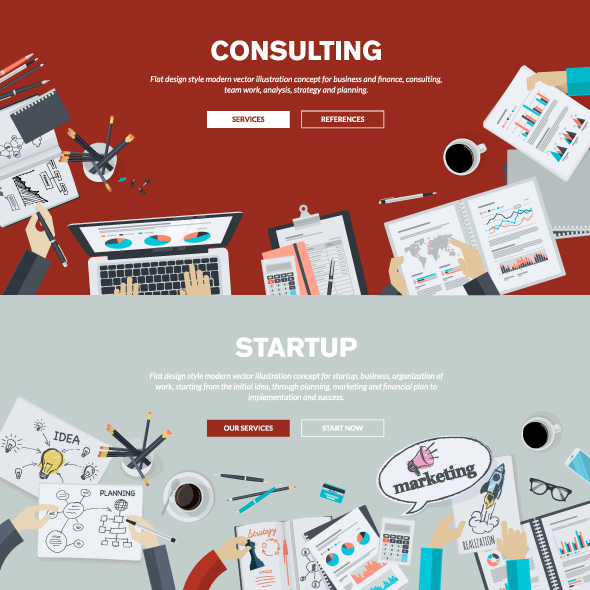 CONSULTING
Flat design style modern vector illustration concept for business and finance, consulting,
team work, analysis, strategy and planning.
SERVICES
REFERENCES
STARTUP
Flat design style modern vector illustration concept for startup, business, organization of
work, starting from the initial idea, through planning, marketing and financial plan to
implementation and success.
OUR SERVICES
START NOW
IDEA
PLANNING
marketing
Strategy
REALIZATION